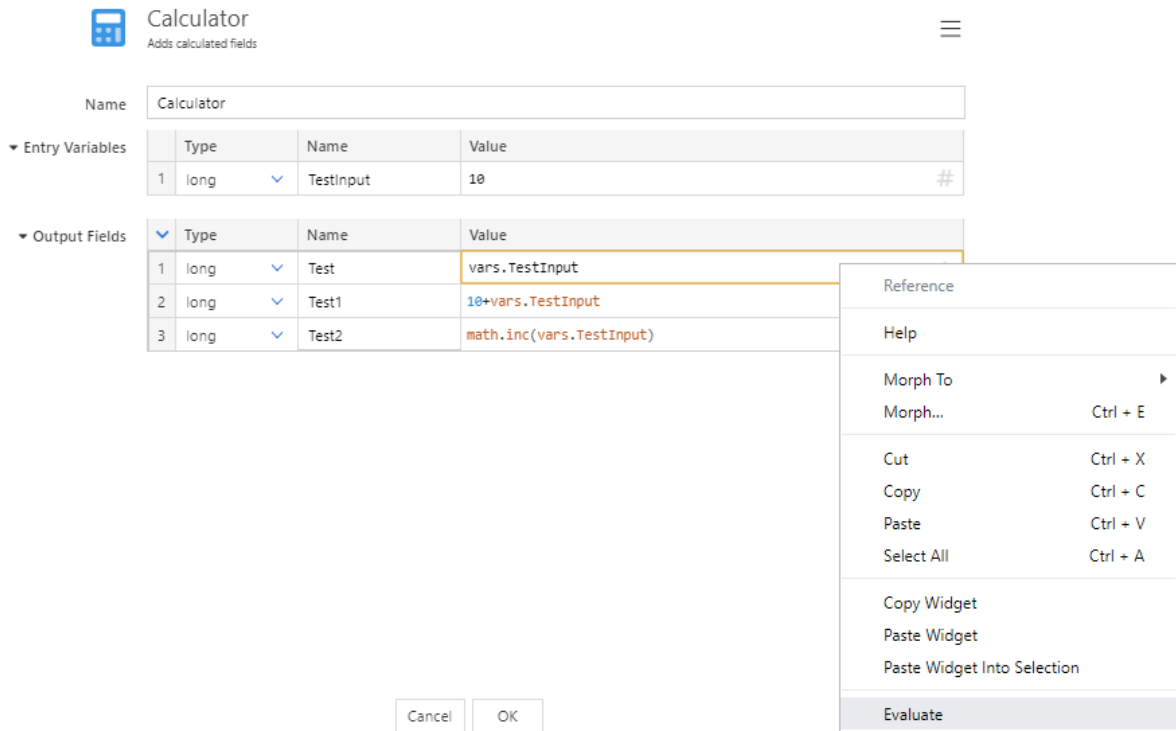 Calculator
Adds calculated fields
Name Calculator
Entry Variables Type Name Value
1 long TestInput 10 #
Output Fields Type Name Value
1 long Test vars.TestInput
2 long Test1 10+vars.TestInput
3 long Test2 math.inc(vars.TestInput)
Reference
Help
Morph To
Morph... Ctrl + E
Cut Ctrl + X
Copy Ctrl + C
Paste Ctrl + V
Select All Ctrl + A
Copy Widget
Paste Widget
Paste Widget Into Selection
Evaluate
Cancel OK